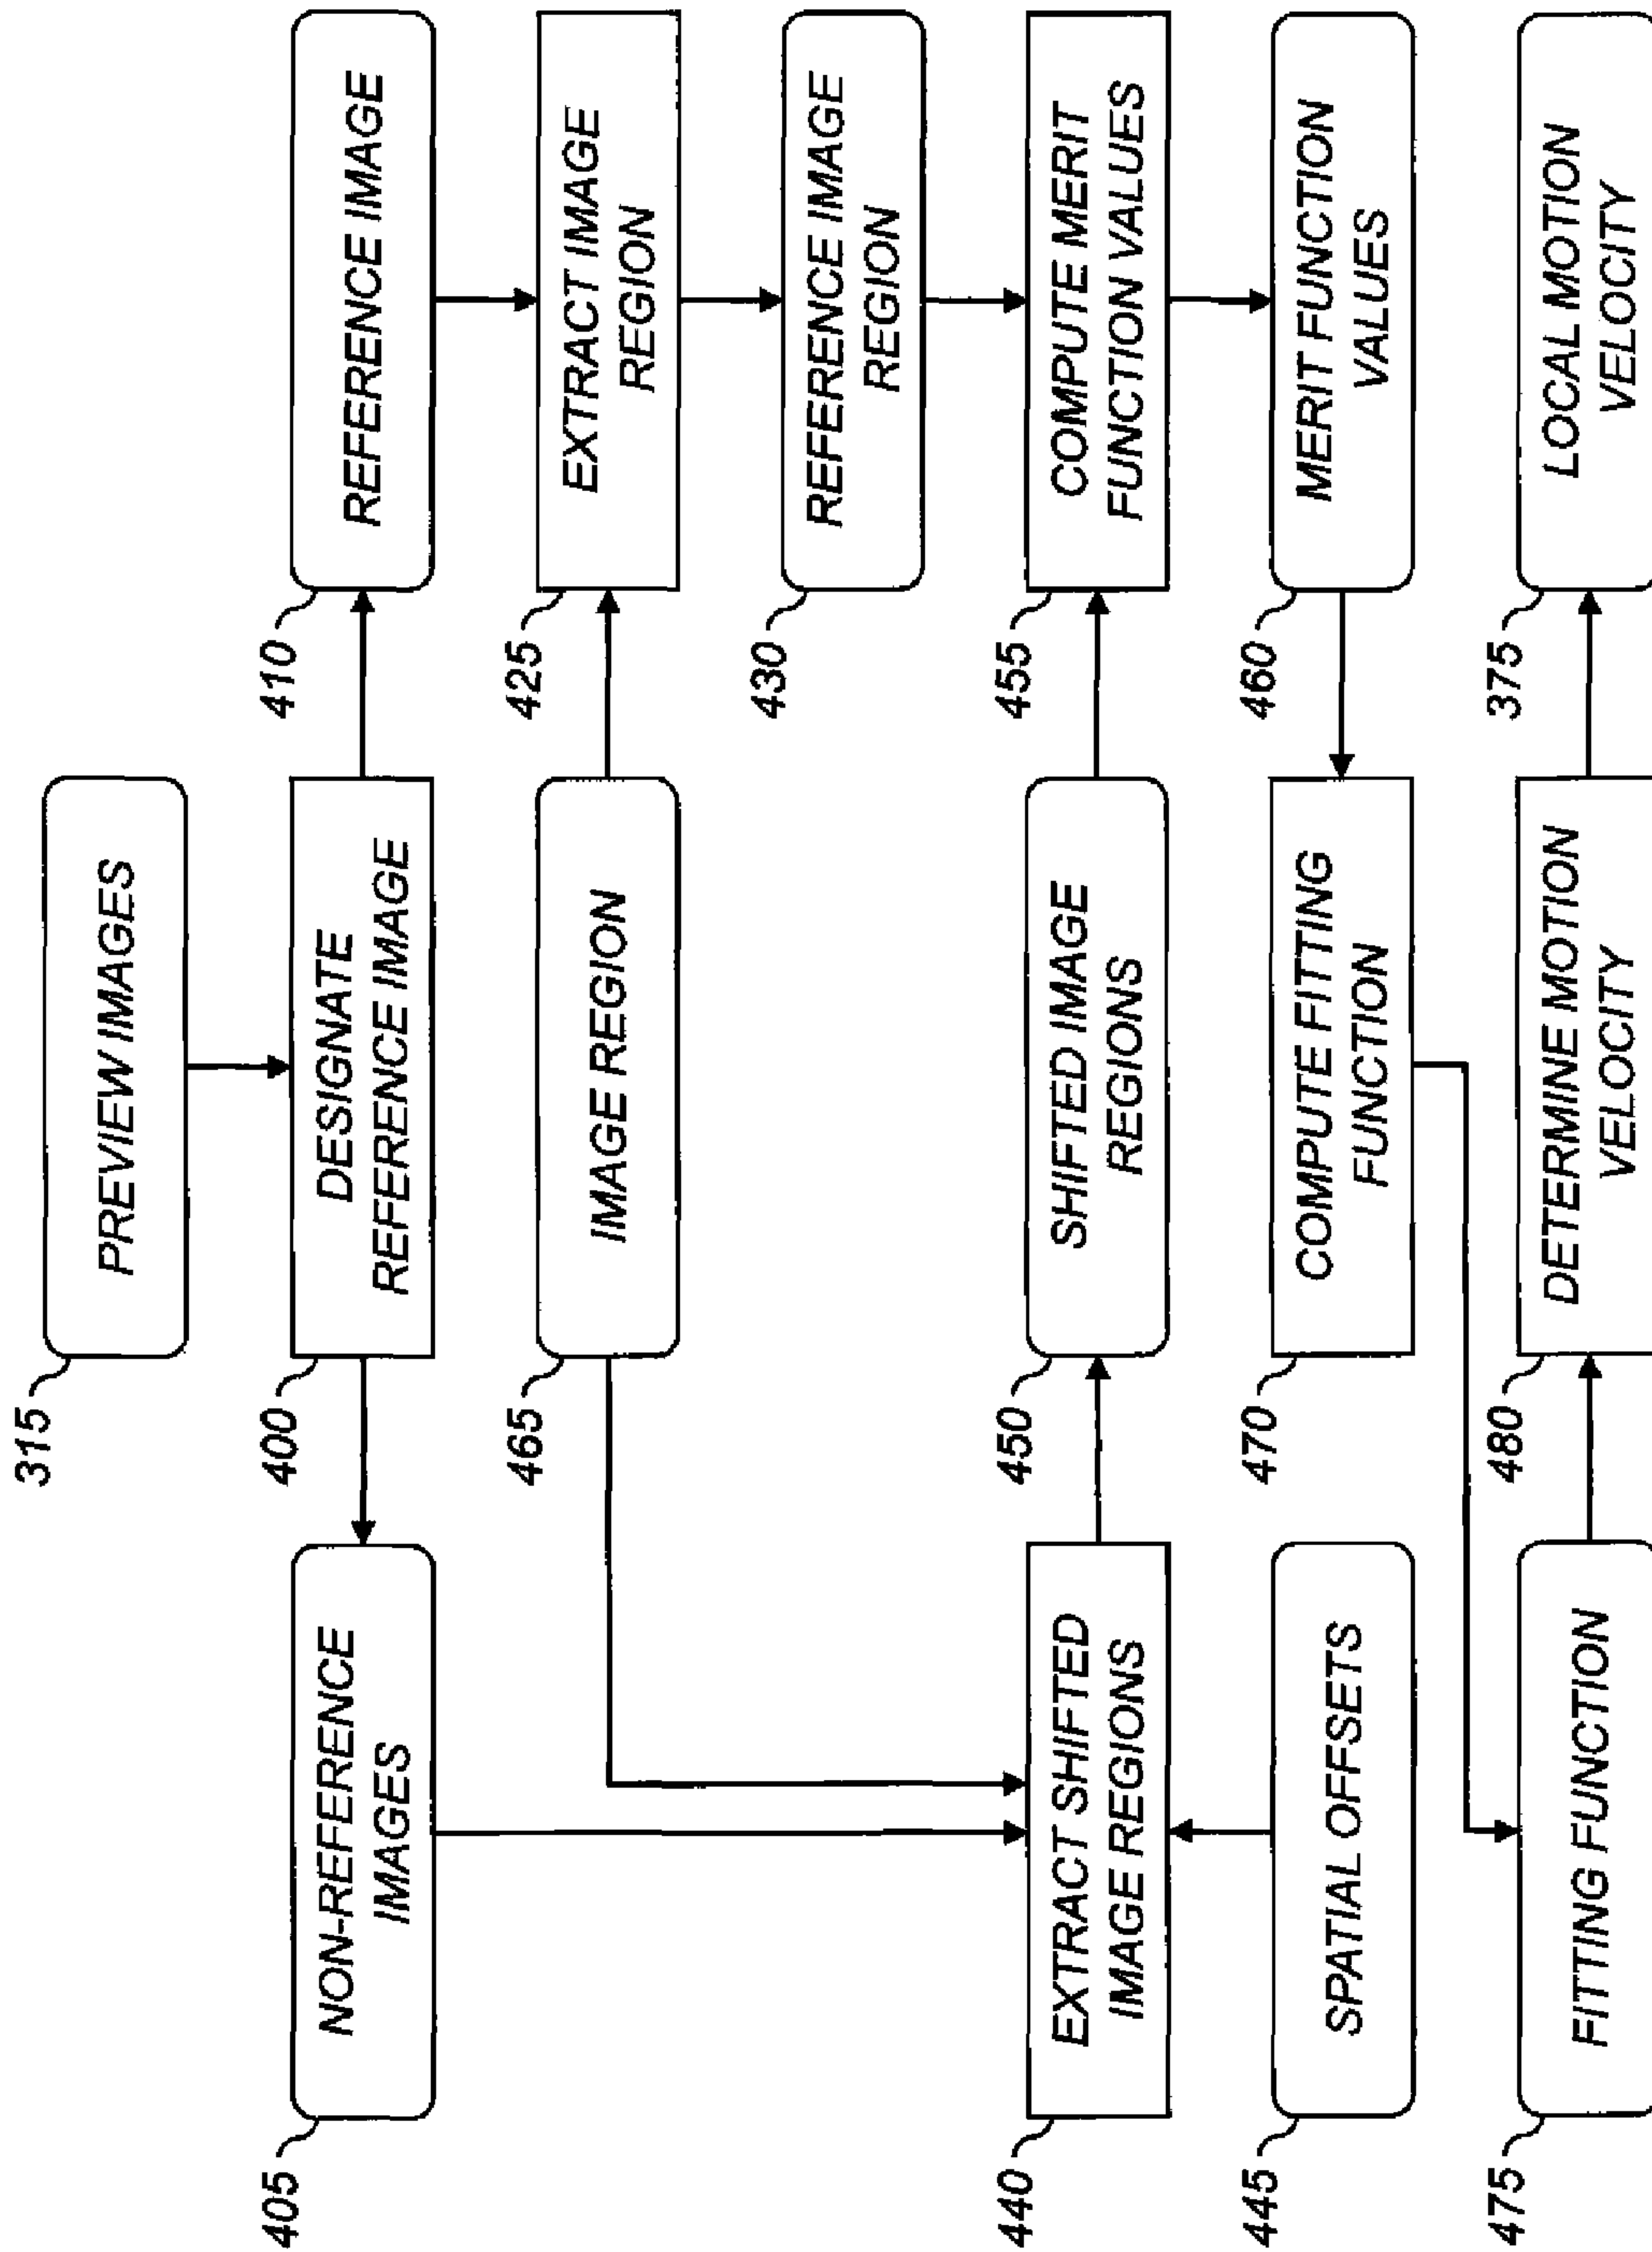 315
PREVIEW IMAGES
405
NON-REFERENCE
IMAGES
400
DESIGNATE
REFERENCE IMAGE
410
REFERENCE IMAGE
465
IMAGE REGION
425
EXTRACT IMAGE
REGION
430
REFERENCE IMAGE
REGION
440
EXTRACT SHIFTED
IMAGE REGIONS
450
SHIFTED IMAGE
REGIONS
455
COMPUTE MERIT
FUNCTION VALUES
445
SPATIAL OFFSETS
470
COMPUTE FITTING
FUNCTION
460
MERIT FUNCTION
VALUES
475
FITTING FUNCTION
480
DETERMINE MOTION
VELOCITY
375
LOCAL MOTION
VELOCITY